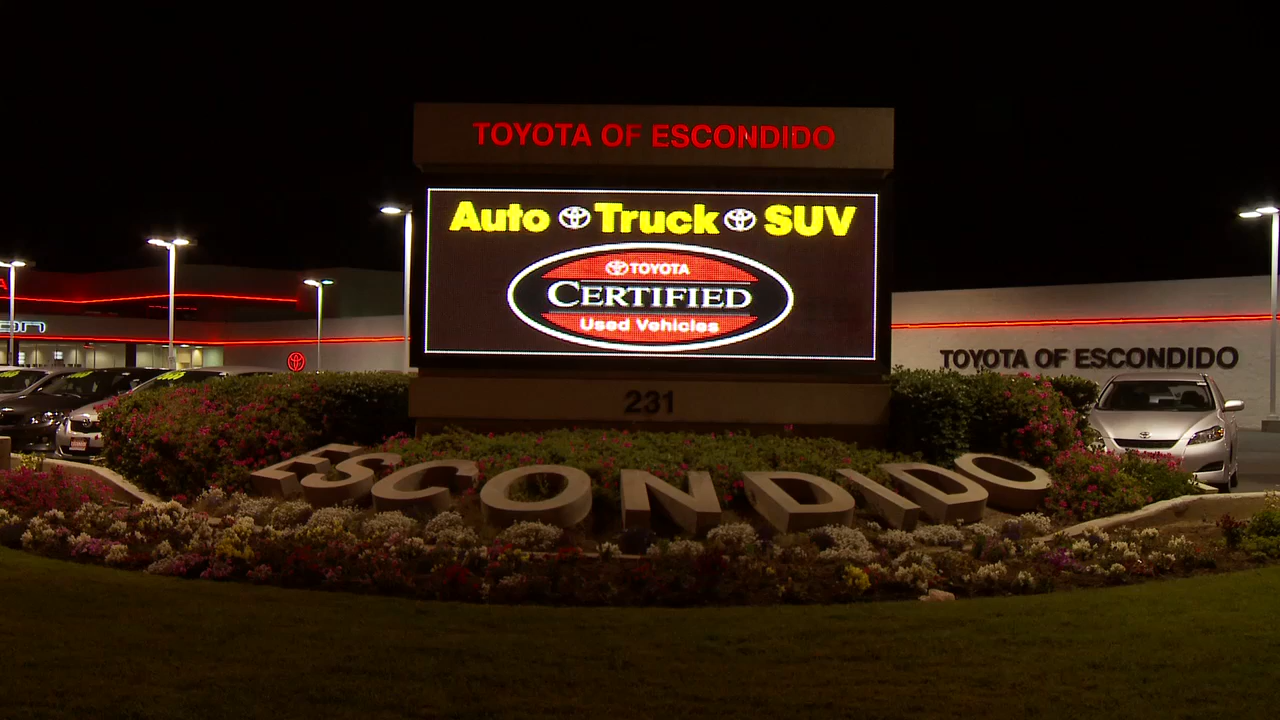 TOYOTA OF ESCONDIDO
Auto Truck SUV
TOYOTA
CERTIFIED
Used Vehicles
231
TOYOTA OF ESCONDIDO
ESCONDIDO